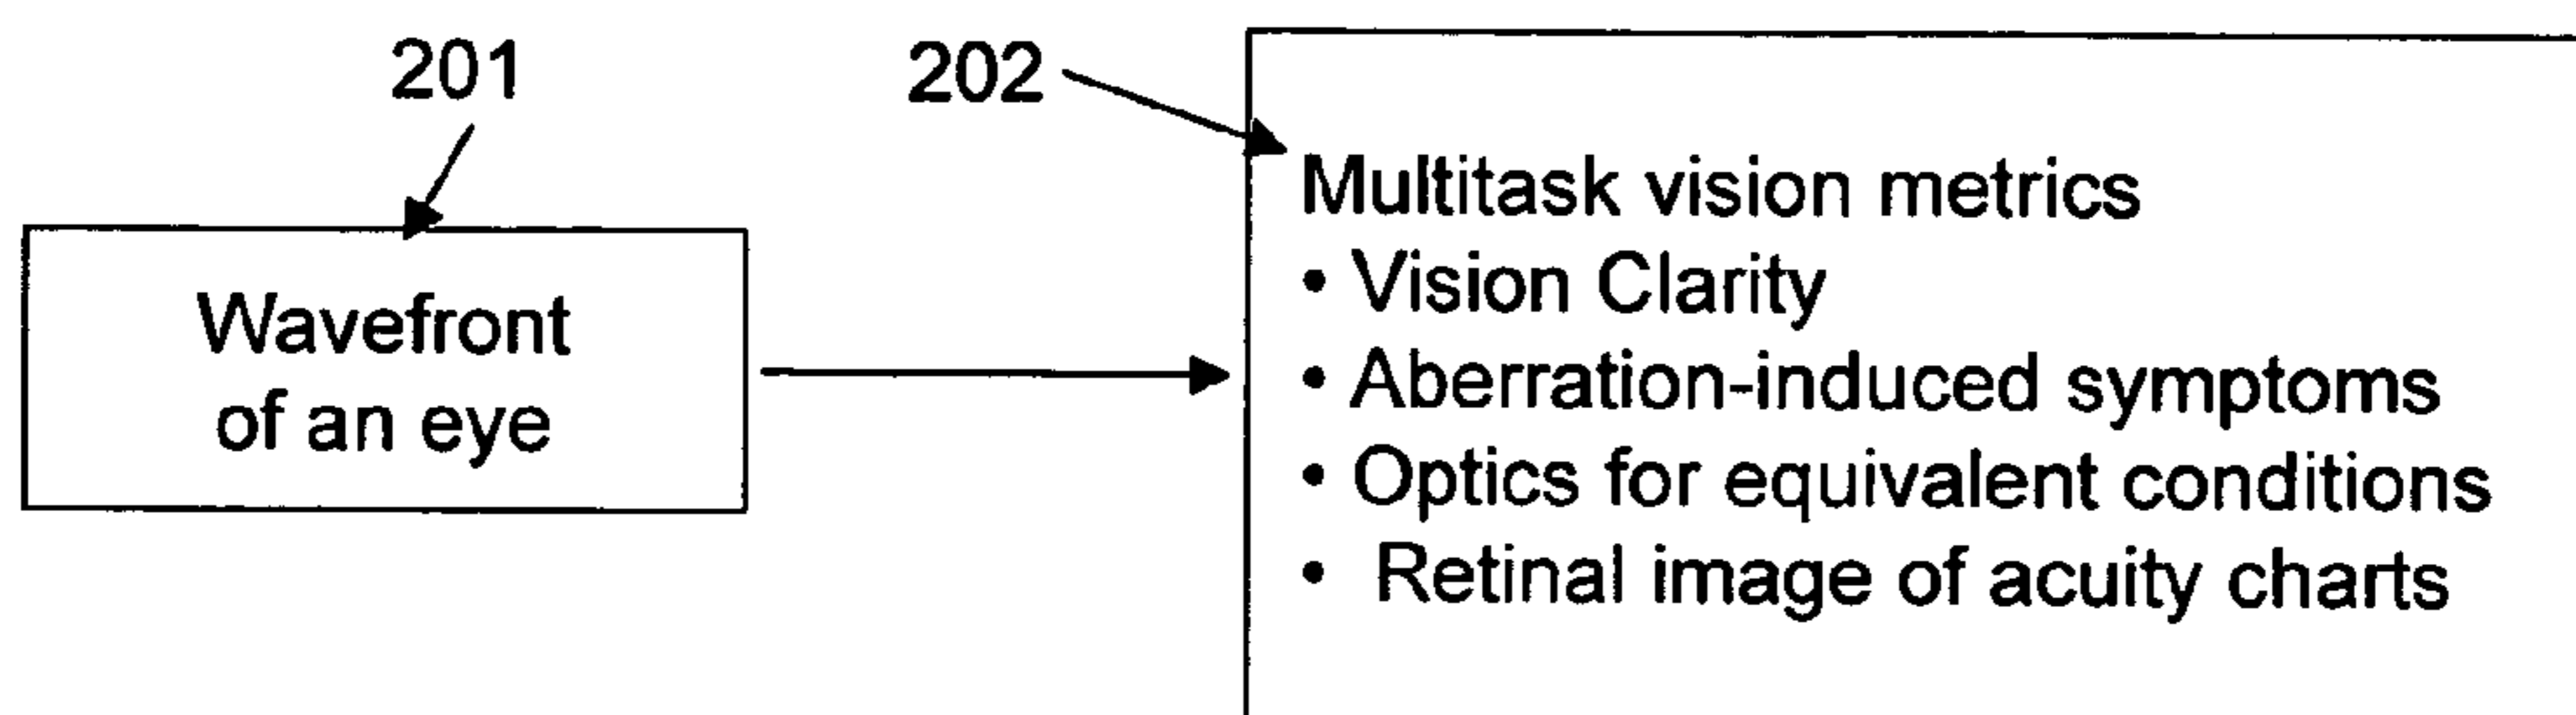 201
202
Wavefront
of an eye
Multitask vision metrics
• Vision Clarity
• Aberration-induced symptoms
• Optics for equivalent conditions
• Retinal image of acuity charts